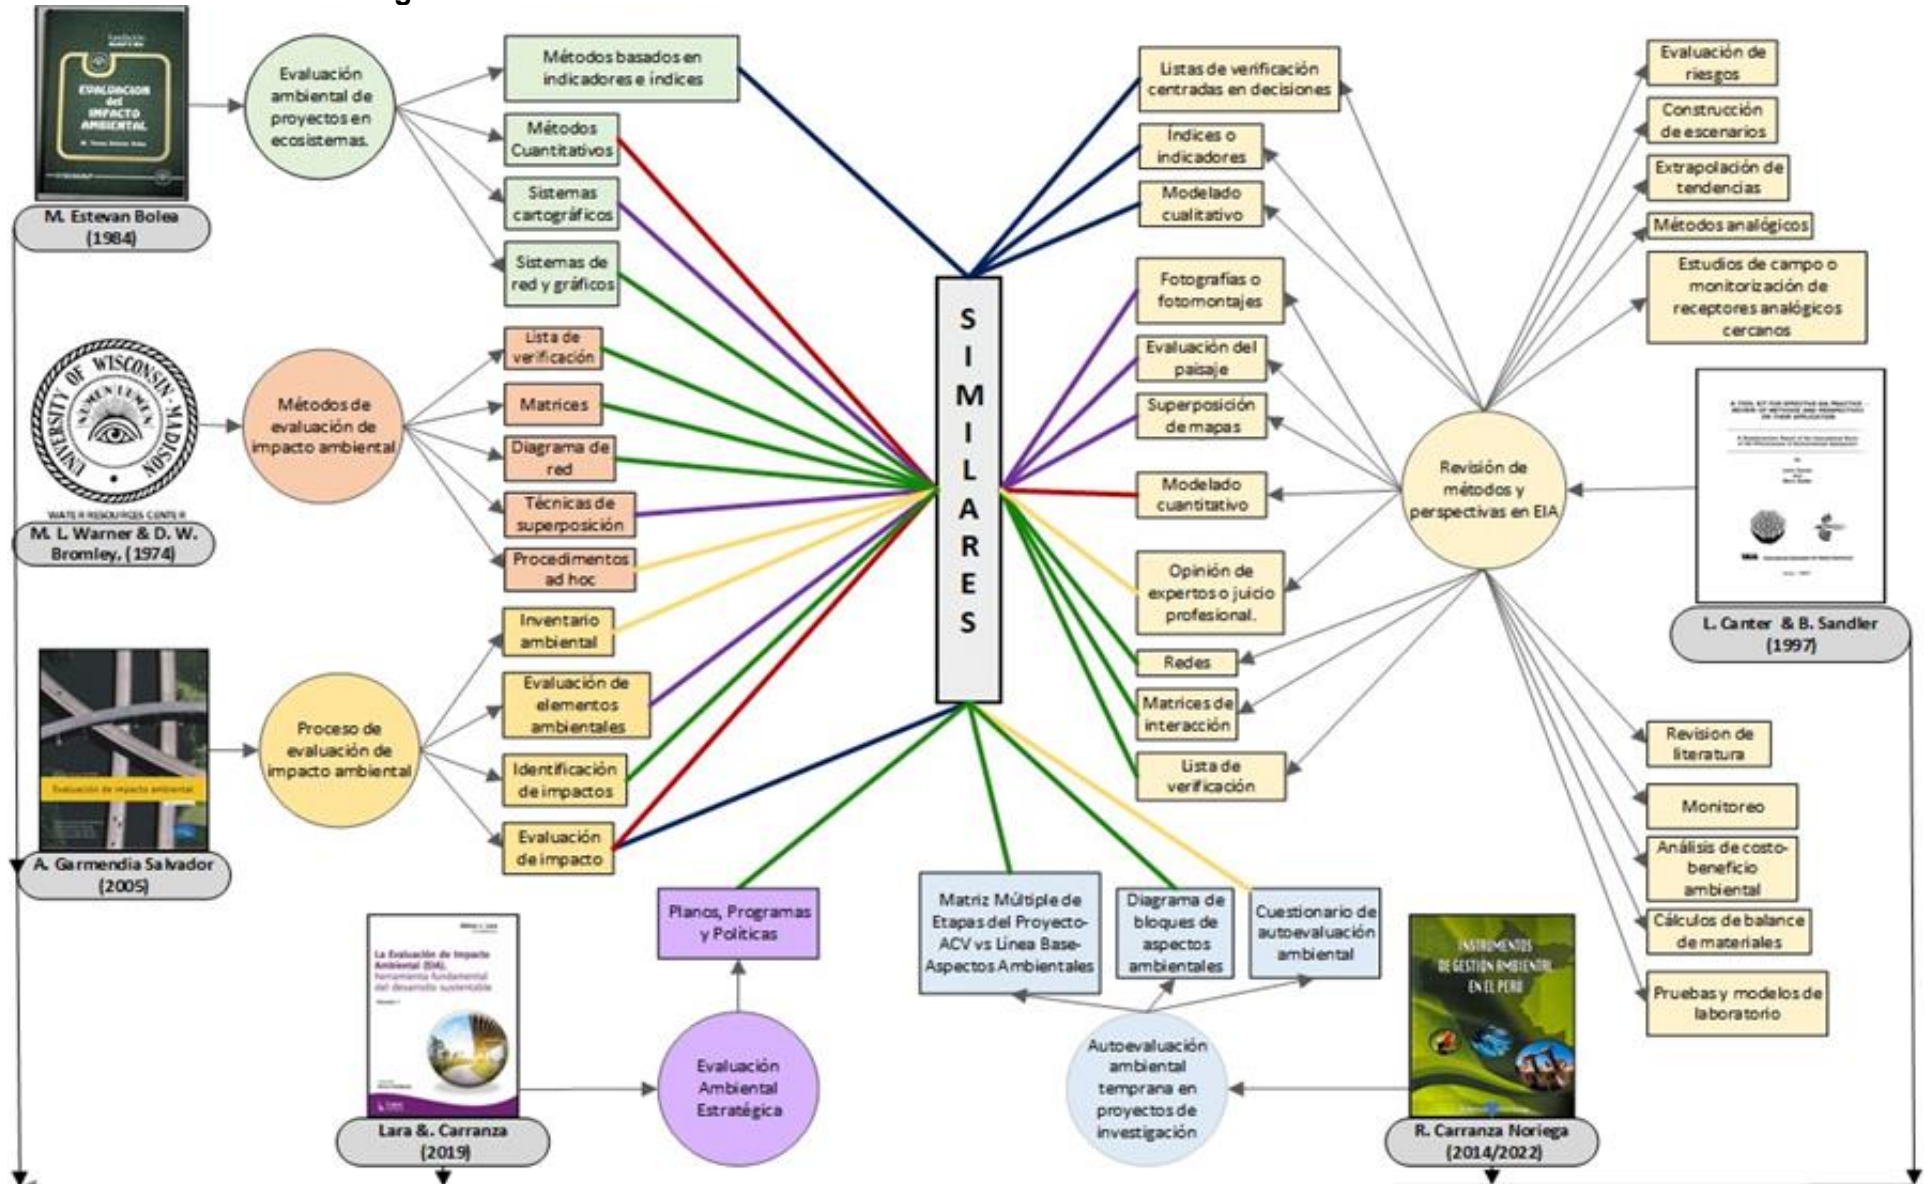 EVALUACION
del
IMPACTO
AMBIENTAL
M. Estevan Bolea
(1984)
Evaluación
ambiental de
proyectos en
ecosistemas.
Métodos basados en
indicadores e índices
Métodos
Cuantitativos
Sistemas
cartográficos
Sistemas de
red y gráficos
UNIVERSITY OF WISCONSIN - MADISON
NUMEN LUMEN
WATER RESOURCES CENTER
M. L. Warner & D. W.
Bromley. (1974)
Métodos de
evaluación de
impacto ambiental
Lista de
verificación
Matrices
Diagrama de
red
Técnicas de
superposición
Procedimentos
ad hoc
Evaluación de impacto ambiental
A. Garmendia Salvador
(2005)
Proceso de
evaluación de
impacto ambiental
Inventario
ambiental
Evaluación de
elementos
ambientales
Identificación
de impactos
Evaluación
de impacto
S
I
M
I
L
A
R
E
S
Listas de verificación
centradas en decisiones
Índices o
indicadores
Modelado
cualitativo
Fotografías o
fotomontajes
Evaluación del
paisaje
Superposición
de mapas
Modelado
cuantitativo
Opinión de
expertos o juicio
profesional.
Redes
Matrices de
interacción
Lista de
verificación
Evaluación de
riesgos
Construcción
de escenarios
Extrapolación de
tendencias
Métodos analógicos
Estudios de campo o
monitorización de
receptores analógicos
cercanos
Revisión de
métodos y
perspectivas en EIA
L. Canter & B. Sandler
(1997)
Revision de
literatura
Monitoreo
Análisis de costo-
beneficio
ambiental
Cálculos de balance
de materiales
Pruebas y modelos de
laboratorio
La Evaluación de Impacto
Ambiental (EIA),
herramienta fundamental
del desarrollo sustentable
Lara &. Carranza
(2019)
Evaluación
Ambiental
Estratégica
Planos, Programas
y Políticas
Matriz Múltiple de
Etapas del Proyecto-
ACV vs Línea Base-
Aspectos Ambientales
Diagrama de
bloques de
aspectos
ambientales
Cuestionario de
autoevaluación
ambiental
Autoevaluación
ambiental
temprana en
proyectos de
investigación
INSTRUMENTOS
DE GESTIÓN AMBIENTAL
EN EL PERÚ
R. Carranza Noriega
(2014/2022)